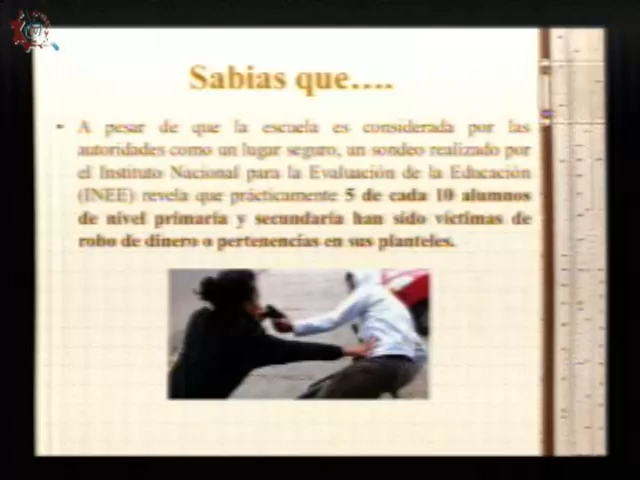 Sabias que....
• A pesar de que la escuela es considerada por las
autoridades como un lugar seguro, un sondeo realizado por
el Instituto Nacional para la Evaluación de la Educación
(INEE) revela que prácticamente 5 de cada 10 alumnos
de nivel primaria y secundaria han sido víctimas de
robo de dinero o pertenencias en sus planteles.